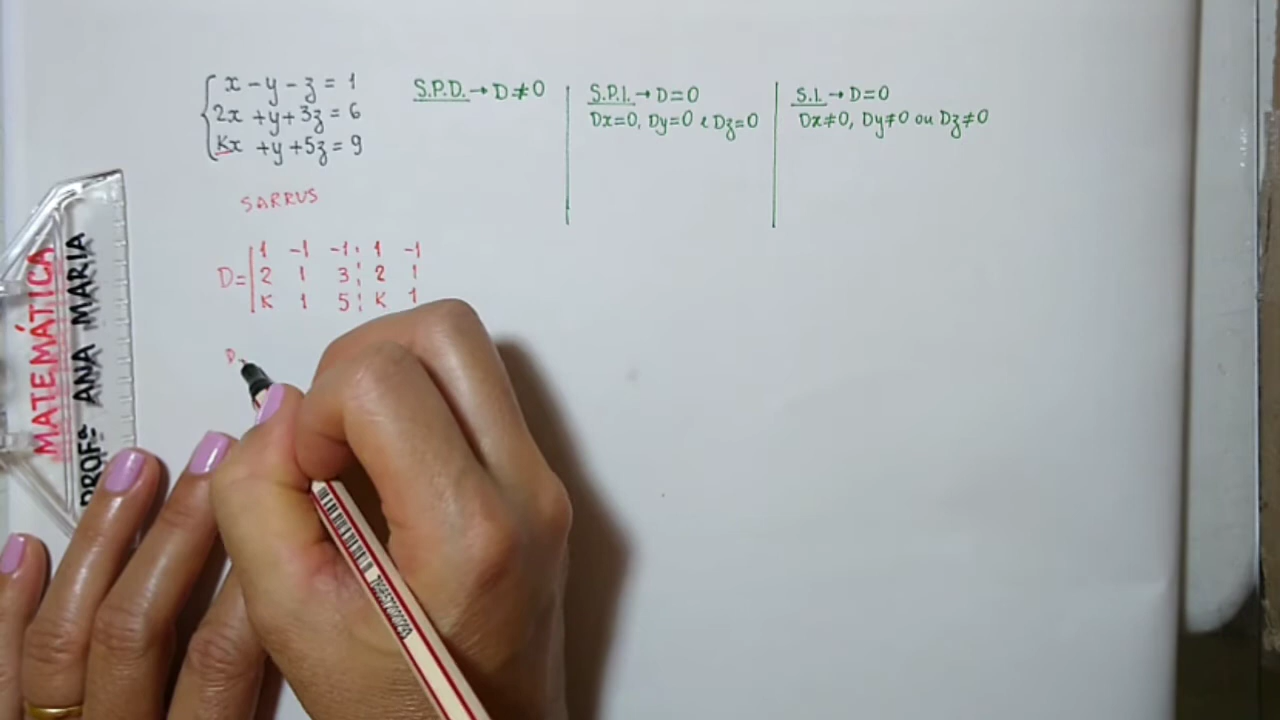 x - y - z = 1
2x + y + 3z = 6
Kx + y + 5z = 9
S.P.D. → D ≠ 0
S.P.I. → D = 0
Dx = 0, Dy = 0 e Dz = 0
S.I. → D = 0
Dx ≠ 0, Dy ≠ 0 ou Dz ≠ 0
SARRUS
1 -1 -1 1 -1
D = 2 1 3 2 1
K 1 5 K 1
D
MATEMÁTICA
PROFª ANA MARIA